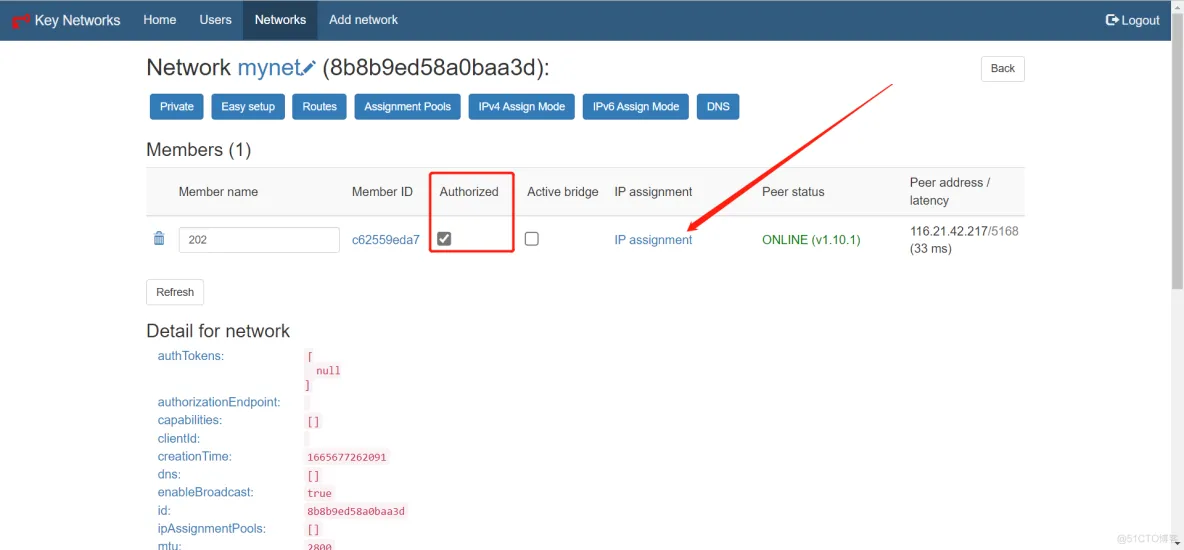 Key Networks Home Users Networks Add network Logout
Network mynet (8b8b9ed58a0baa3d): Back
Private Easy setup Routes Assignment Pools IPv4 Assign Mode IPv6 Assign Mode DNS
Members (1)
Member name Member ID Authorized Active bridge IP assignment Peer status Peer address /
latency
202 c62559eda7 IP assignment ONLINE (v1.10.1) 116.21.42.217/5168
(33 ms)
Refresh
Detail for network
authTokens: [
null
]
authorizationEndpoint:
capabilities: []
clientId:
creationTime: 1665677262091
dns: []
enableBroadcast: true
id: 8b8b9ed58a0baa3d
ipAssignmentPools: []
mtu: 2800
@51CTO博客